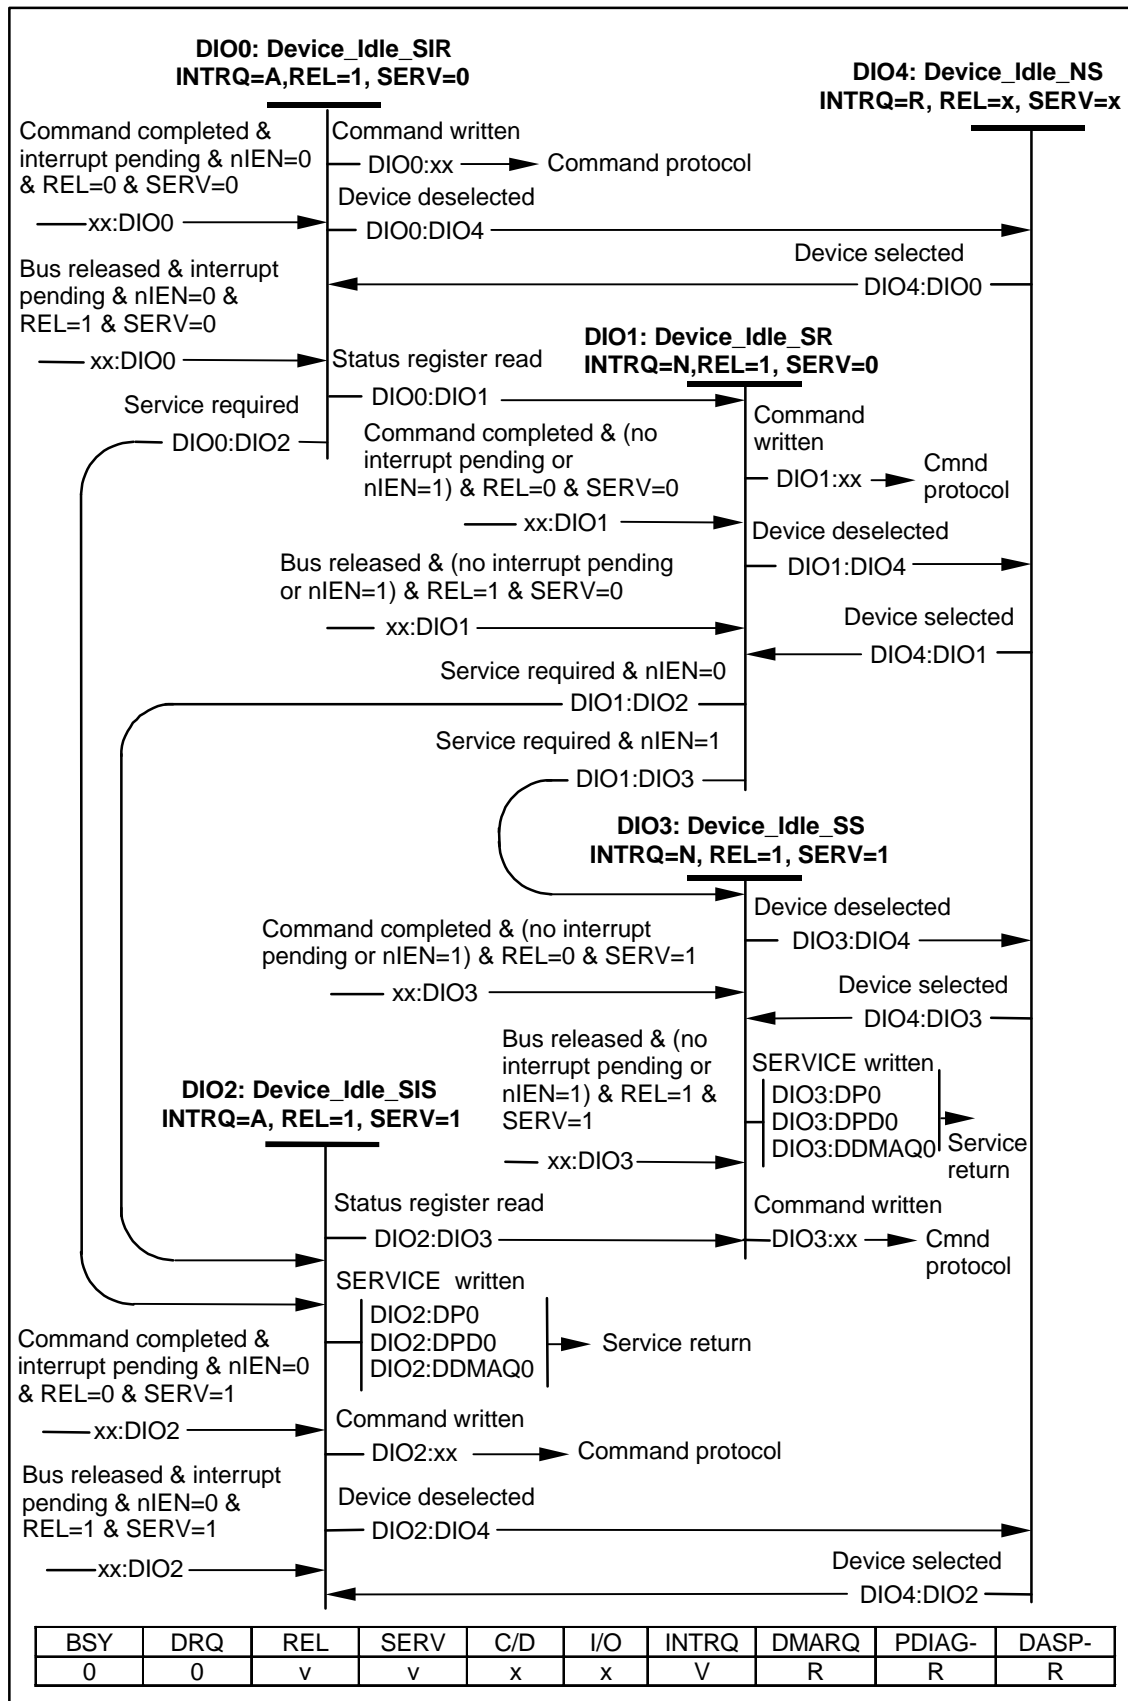 DIO0: Device_Idle_SIR
INTRQ=A,REL=1, SERV=0
DIO4: Device_Idle_NS
INTRQ=R, REL=x, SERV=x
Command completed &
interrupt pending & nIEN=0
& REL=0 & SERV=0
xx:DIO0
Command written
DIO0:xx
Command protocol
Device deselected
DIO0:DIO4
Device selected
DIO4:DIO0
Bus released & interrupt
pending & nIEN=0 &
REL=1 & SERV=0
xx:DIO0
DIO1: Device_Idle_SR
INTRQ=N,REL=1, SERV=0
Status register read
DIO0:DIO1
Service required
DIO0:DIO2
Command
written
DIO1:xx
Cmnd
protocol
Command completed & (no
interrupt pending or
nIEN=1) & REL=0 & SERV=0
xx:DIO1
Device deselected
DIO1:DIO4
Bus released & (no interrupt pending
or nIEN=1) & REL=1 & SERV=0
xx:DIO1
Device selected
DIO4:DIO1
Service required & nIEN=0
DIO1:DIO2
Service required & nIEN=1
DIO1:DIO3
DIO3: Device_Idle_SS
INTRQ=N, REL=1, SERV=1
Device deselected
DIO3:DIO4
Command completed & (no interrupt
pending or nIEN=1) & REL=0 & SERV=1
xx:DIO3
Device selected
DIO4:DIO3
Bus released & (no
interrupt pending or
nIEN=1) & REL=1 &
SERV=1
xx:DIO3
SERVICE written
DIO3:DP0
DIO3:DPD0
DIO3:DDMAQ0
Service
return
DIO2: Device_Idle_SIS
INTRQ=A, REL=1, SERV=1
Status register read
DIO2:DIO3
Command written
DIO3:xx
Cmnd
protocol
SERVICE written
DIO2:DP0
DIO2:DPD0
DIO2:DDMAQ0
Service return
Command completed &
interrupt pending & nIEN=0
& REL=0 & SERV=1
xx:DIO2
Command written
DIO2:xx
Command protocol
Bus released & interrupt
pending & nIEN=0 &
REL=1 & SERV=1
xx:DIO2
Device deselected
DIO2:DIO4
Device selected
DIO4:DIO2
BSY DRQ REL SERV C/D I/O INTRQ DMARQ PDIAG- DASP-
0 0 v v x x V R R R